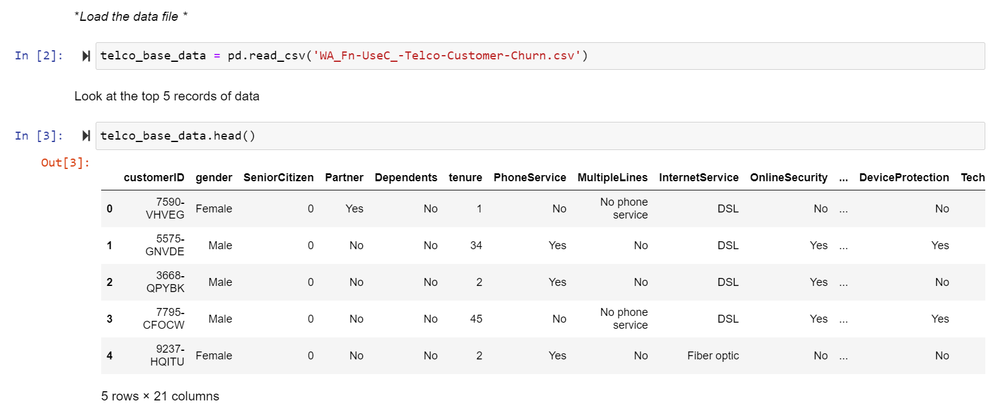 *Load the data file *
In [2]: telco_base_data = pd.read_csv('WA_Fn-UseC_-Telco-Customer-Churn.csv')
Look at the top 5 records of data
In [3]: telco_base_data.head()
Out[3]:
customerID gender SeniorCitizen Partner Dependents tenure PhoneService MultipleLines InternetService OnlineSecurity ... DeviceProtection Tech
0 7590-VHVEG Female 0 Yes No 1 No No phone service DSL No ... No
1 5575-GNVDE Male 0 No No 34 Yes No DSL Yes ... Yes
2 3668-QPYBK Male 0 No No 2 Yes No DSL Yes ... No
3 7795-CFOCW Male 0 No No 45 No No phone service DSL Yes ... Yes
4 9237-HQITU Female 0 No No 2 Yes No Fiber optic No ... No
5 rows × 21 columns